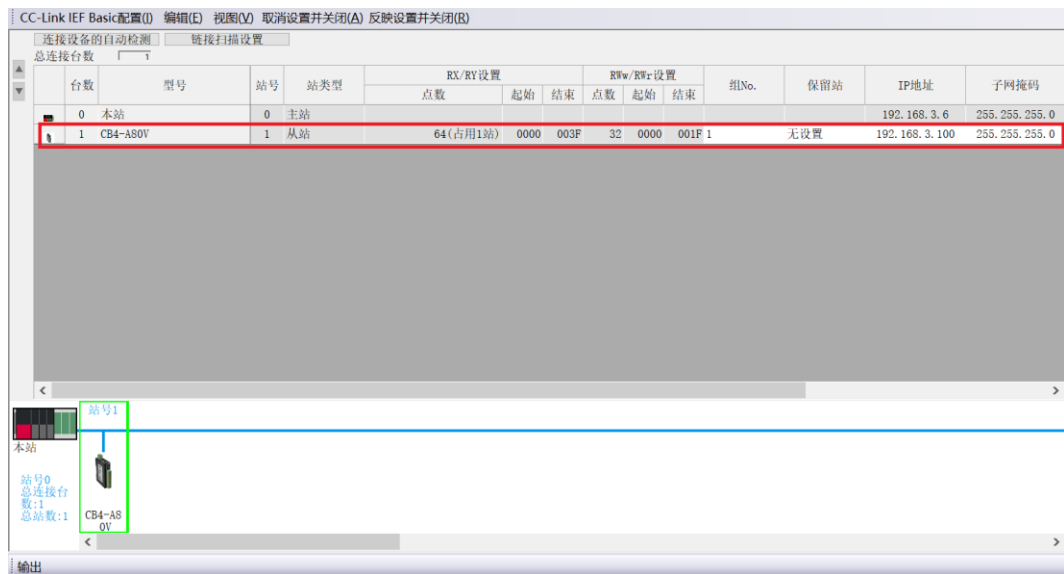 CC-Link IEF Basic配置(I) 编辑(E) 视图(V) 取消设置并关闭(A) 反映设置并关闭(R)
连接设备的自动检测 链接扫描设置
总连接台数 1
台数 型号 站号 站类型 RX/RY设置 RWw/RWr设置 组No. 保留站 IP地址 子网掩码
点数 起始 结束 点数 起始 结束
0 本站 0 主站 192.168.3.6 255.255.255.0
1 CB4-A80V 1 从站 64(占用1站) 0000 003F 32 0000 001F 1 无设置 192.168.3.100 255.255.255.0
站号1
本站
站号0
总连接台
数:1
总站数:1
CB4-A8
0V
输出